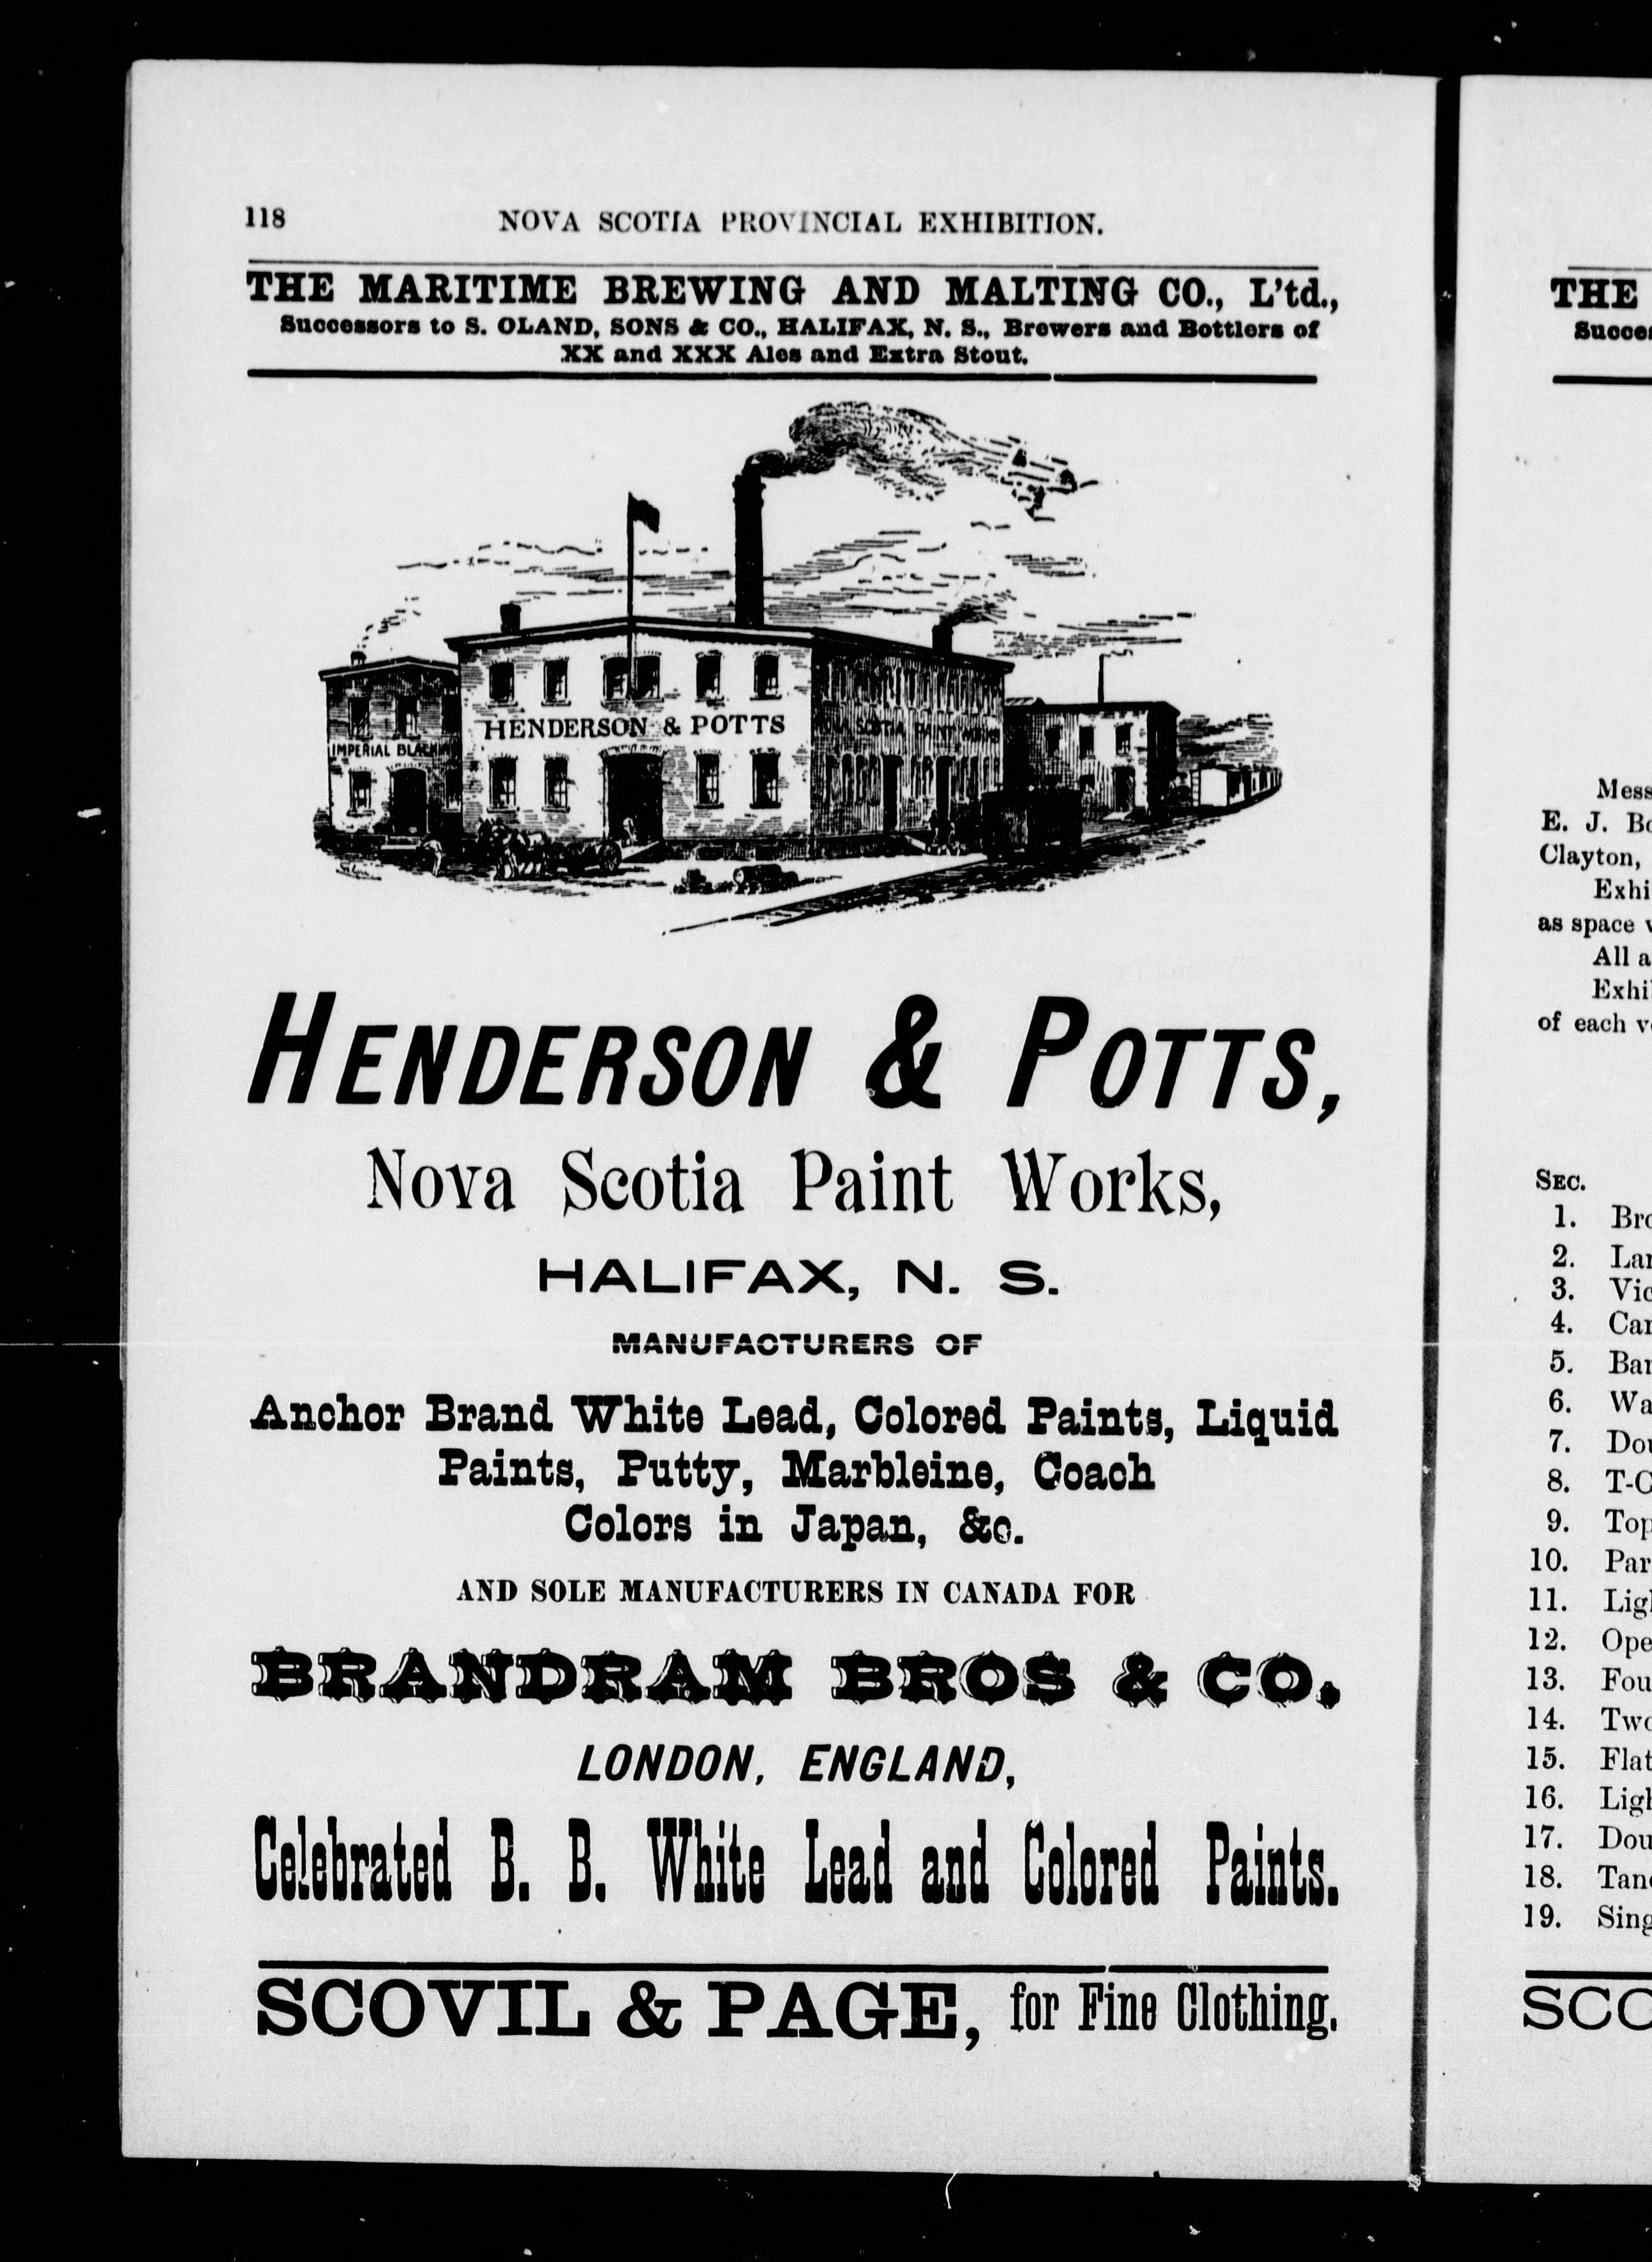 118 NOVA SCOTIA PROVINCIAL EXHIBITION.
THE MARITIME BREWING AND MALTING CO., L'td.,
Successors to S. OLAND, SONS & CO., HALIFAX, N. S., Brewers and Bottlers of
XX and XXX Ales and Extra Stout.
IMPERIAL
HENDERSON & POTTS
SCOTIA PAINT WORKS
HENDERSON & POTTS,
Nova Scotia Paint Works,
HALIFAX, N. S.
MANUFACTURERS OF
Anchor Brand White Lead, Colored Paints, Liquid
Paints, Putty, Marbleine, Coach
Colors in Japan, &c.
AND SOLE MANUFACTURERS IN CANADA FOR
BRANDRAM BROS & CO.
LONDON, ENGLAND,
Celebrated B. B. White Lead and Colored Paints.
SCOVIL & PAGE, for Fine Clothing.
THE
E. J.
Clayton,
as space
All
of each
SEC.
1.
2.
3.
4.
5.
6.
7.
8.
9.
10.
11.
12.
13.
14.
15.
16.
17.
18.
19.